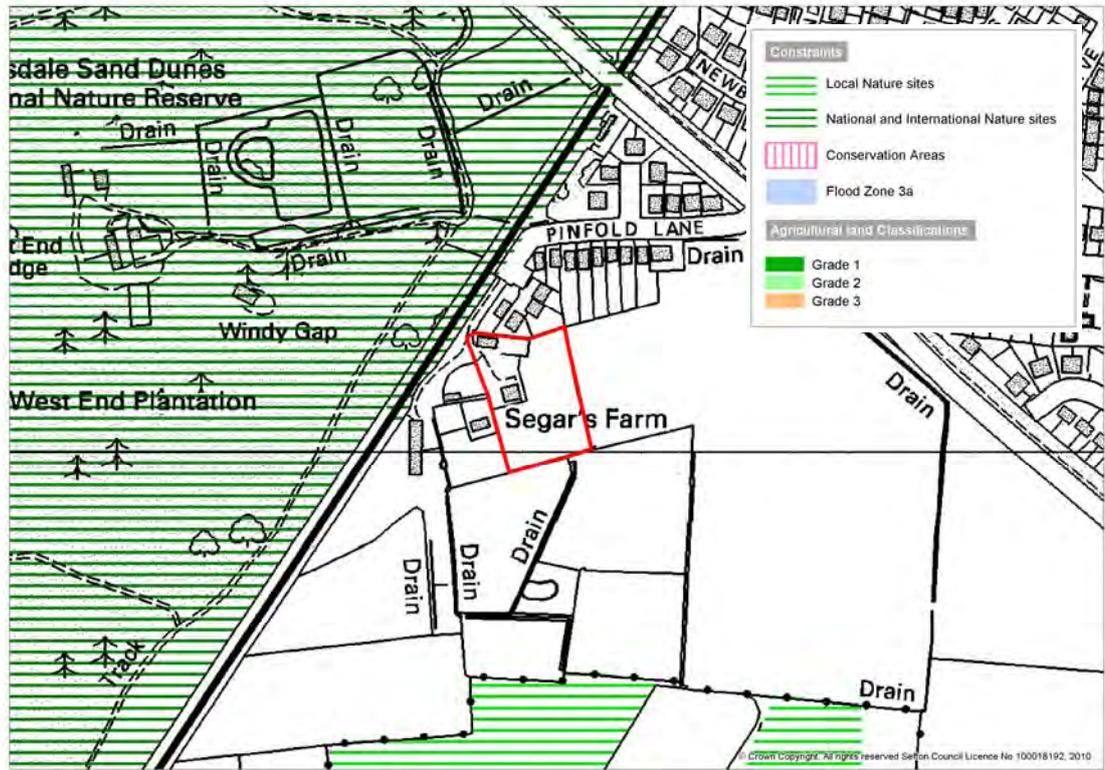 sdale Sand Dunes
nal Nature Reserve
Drain
Drain
Drain
Drain
Drain
Drain
r End
dge
Windy Gap
West End Plantation
Track
PINFOLD LANE
Drain
NEWB
Segar's Farm
Drain
Drain
Drain
Drain
Drain
Drain
Constraints
Local Nature sites
National and International Nature sites
Conservation Areas
Flood Zone 3a
Agricultural land Classifications
Grade 1
Grade 2
Grade 3
© Crown Copyright. All rights reserved Sefton Council Licence No 100018192, 2010